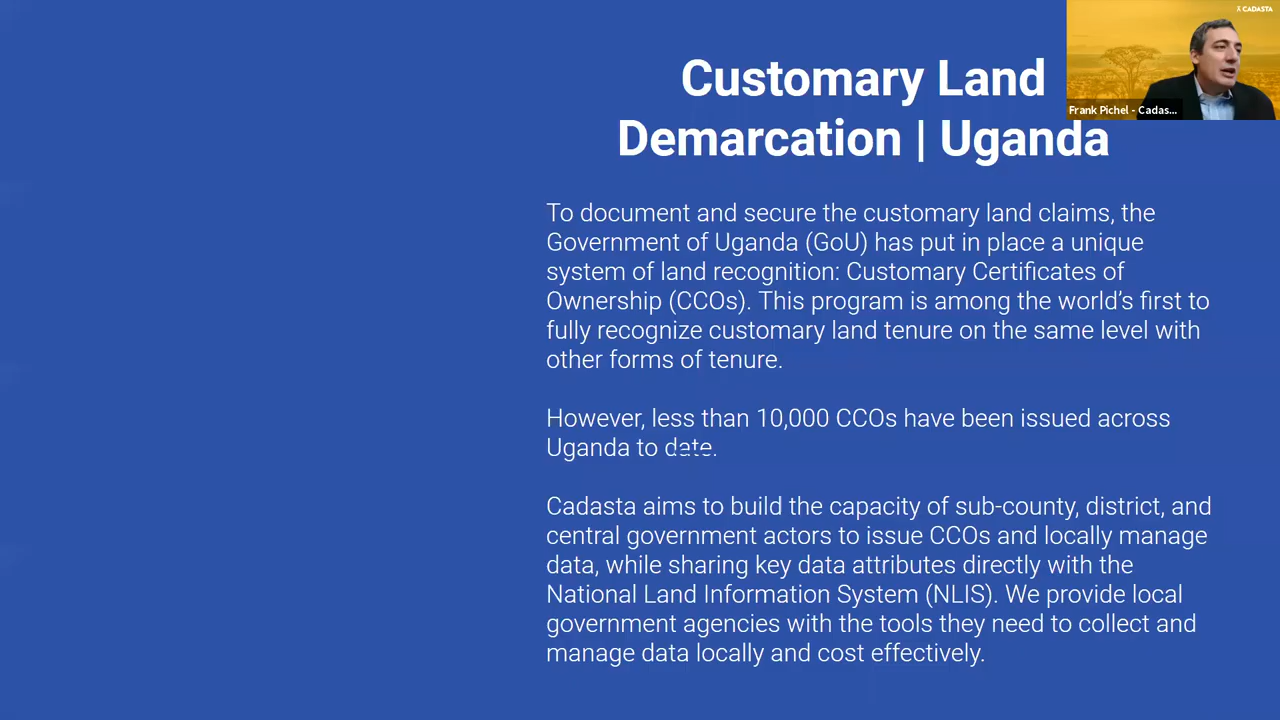 CADASTA
Customary Land
Demarcation | Uganda
Frank Pichel - Cadas...
To document and secure the customary land claims, the
Government of Uganda (GoU) has put in place a unique
system of land recognition: Customary Certificates of
Ownership (CCOs). This program is among the world’s first to
fully recognize customary land tenure on the same level with
other forms of tenure.
However, less than 10,000 CCOs have been issued across
Uganda to date.
Cadasta aims to build the capacity of sub-county, district, and
central government actors to issue CCOs and locally manage
data, while sharing key data attributes directly with the
National Land Information System (NLIS). We provide local
government agencies with the tools they need to collect and
manage data locally and cost effectively.